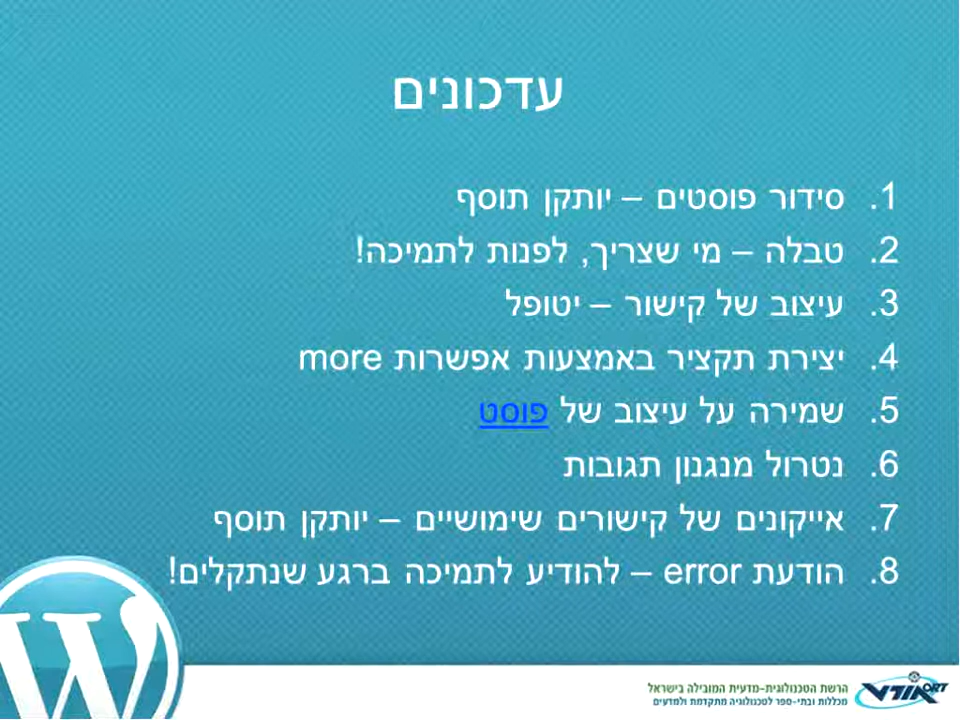 עדכונים
1. סידור פוסטים – יותקן תוסף
2. טבלה – מי שצריך, לפנות לתמיכה!
3. עיצוב של קישור – יטופל
4. יצירת תקציר באמצעות אפשרות more
5. שמירה על עיצוב של פוסט
6. נטרול מנגנון תגובות
7. אייקונים של קישורים שימושיים – יותקן תוסף
8. הודעת error – להודיע לתמיכה ברגע שנתקלים!
הרשת הטכנולוגית-מדעית המובילה בישראל
מכללות ובתי-ספר לטכנולוגיה מתקדמת ולמדעים
אורט ORT
W